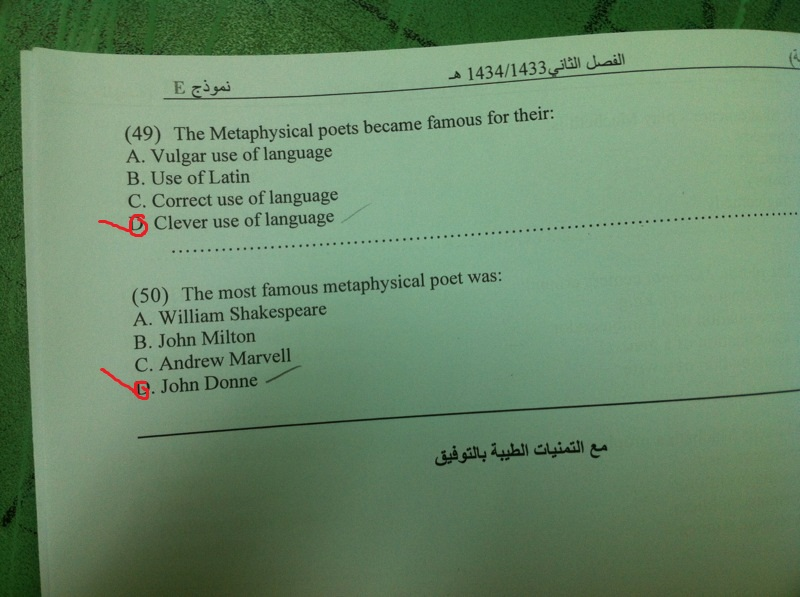 الفصل الثاني 1434/1433 هـ
نموذج E
(49) The Metaphysical poets became famous for their:
A. Vulgar use of language
B. Use of Latin
C. Correct use of language
D. Clever use of language
(50) The most famous metaphysical poet was:
A. William Shakespeare
B. John Milton
C. Andrew Marvell
D. John Donne
مع التمنيات الطيبة بالتوفيق